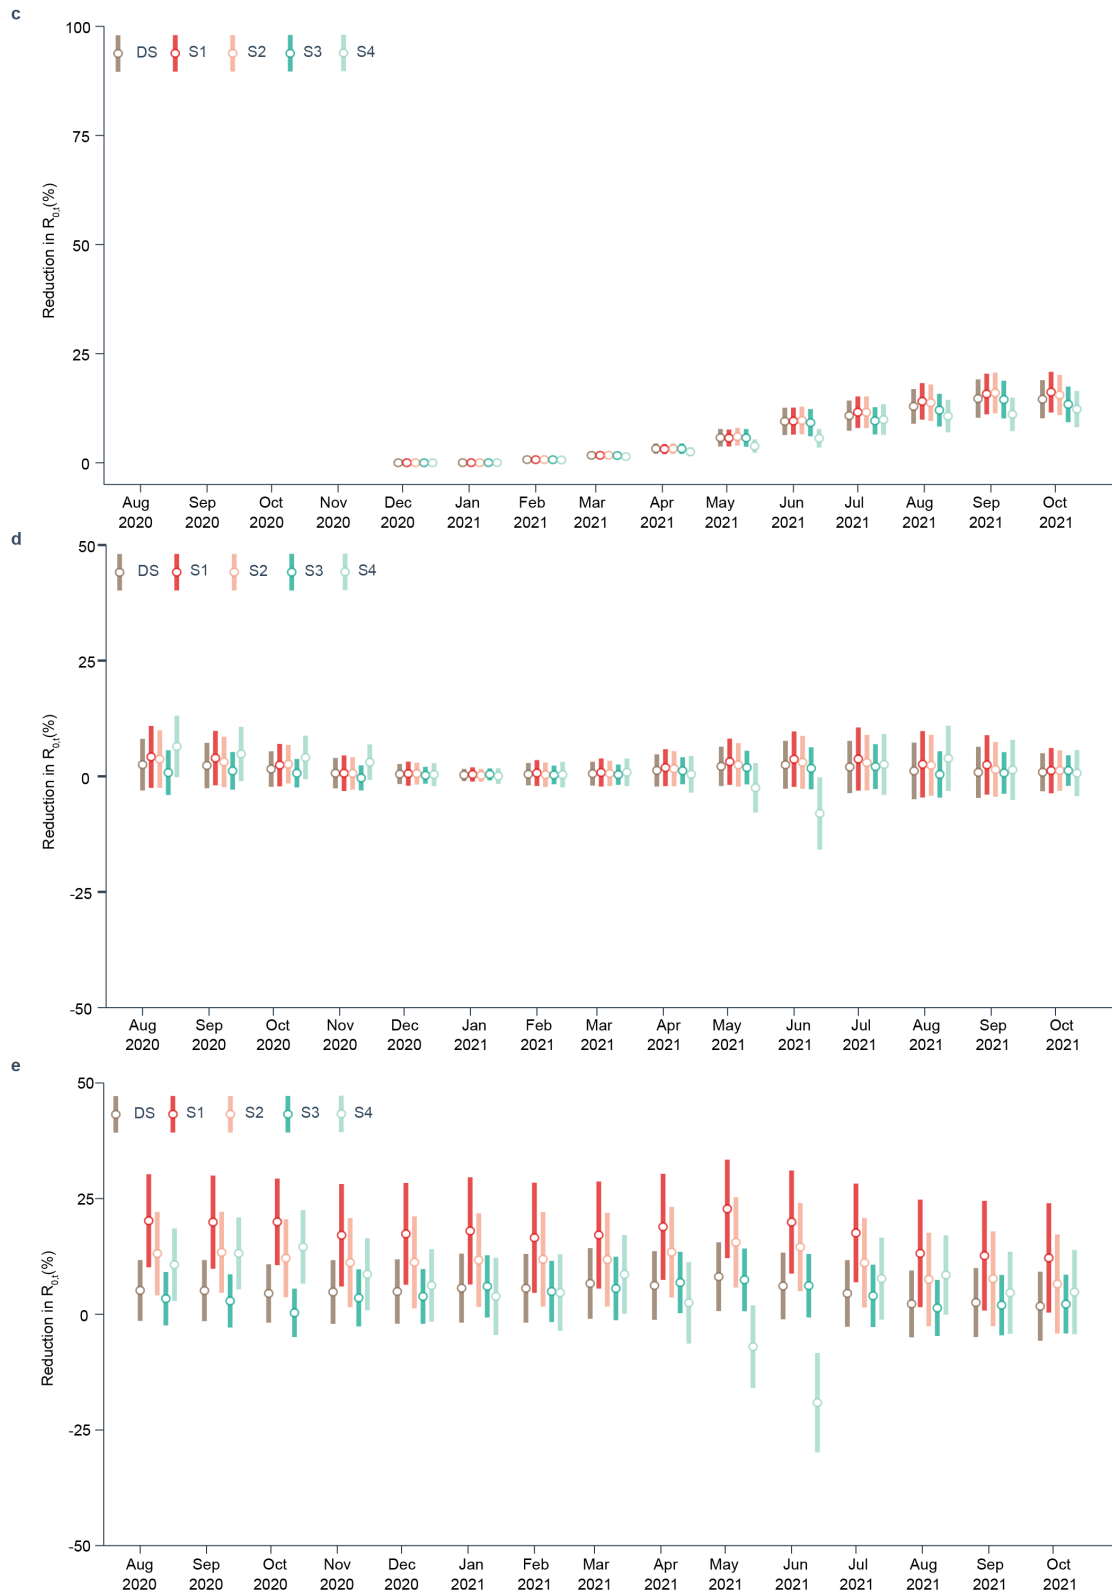 c
100
DS S1 S2 S3 S4
75
50
25
0
Reduction in R0,t(%)
Aug Sep Oct Nov Dec Jan Feb Mar Apr May Jun Jul Aug Sep Oct
2020 2020 2020 2020 2020 2021 2021 2021 2021 2021 2021 2021 2021 2021 2021
d
50
DS S1 S2 S3 S4
25
0
-25
-50
Reduction in R0,t(%)
Aug Sep Oct Nov Dec Jan Feb Mar Apr May Jun Jul Aug Sep Oct
2020 2020 2020 2020 2020 2021 2021 2021 2021 2021 2021 2021 2021 2021 2021
e
50
DS S1 S2 S3 S4
25
0
-25
-50
Reduction in R0,t(%)
Aug Sep Oct Nov Dec Jan Feb Mar Apr May Jun Jul Aug Sep Oct
2020 2020 2020 2020 2020 2021 2021 2021 2021 2021 2021 2021 2021 2021 2021